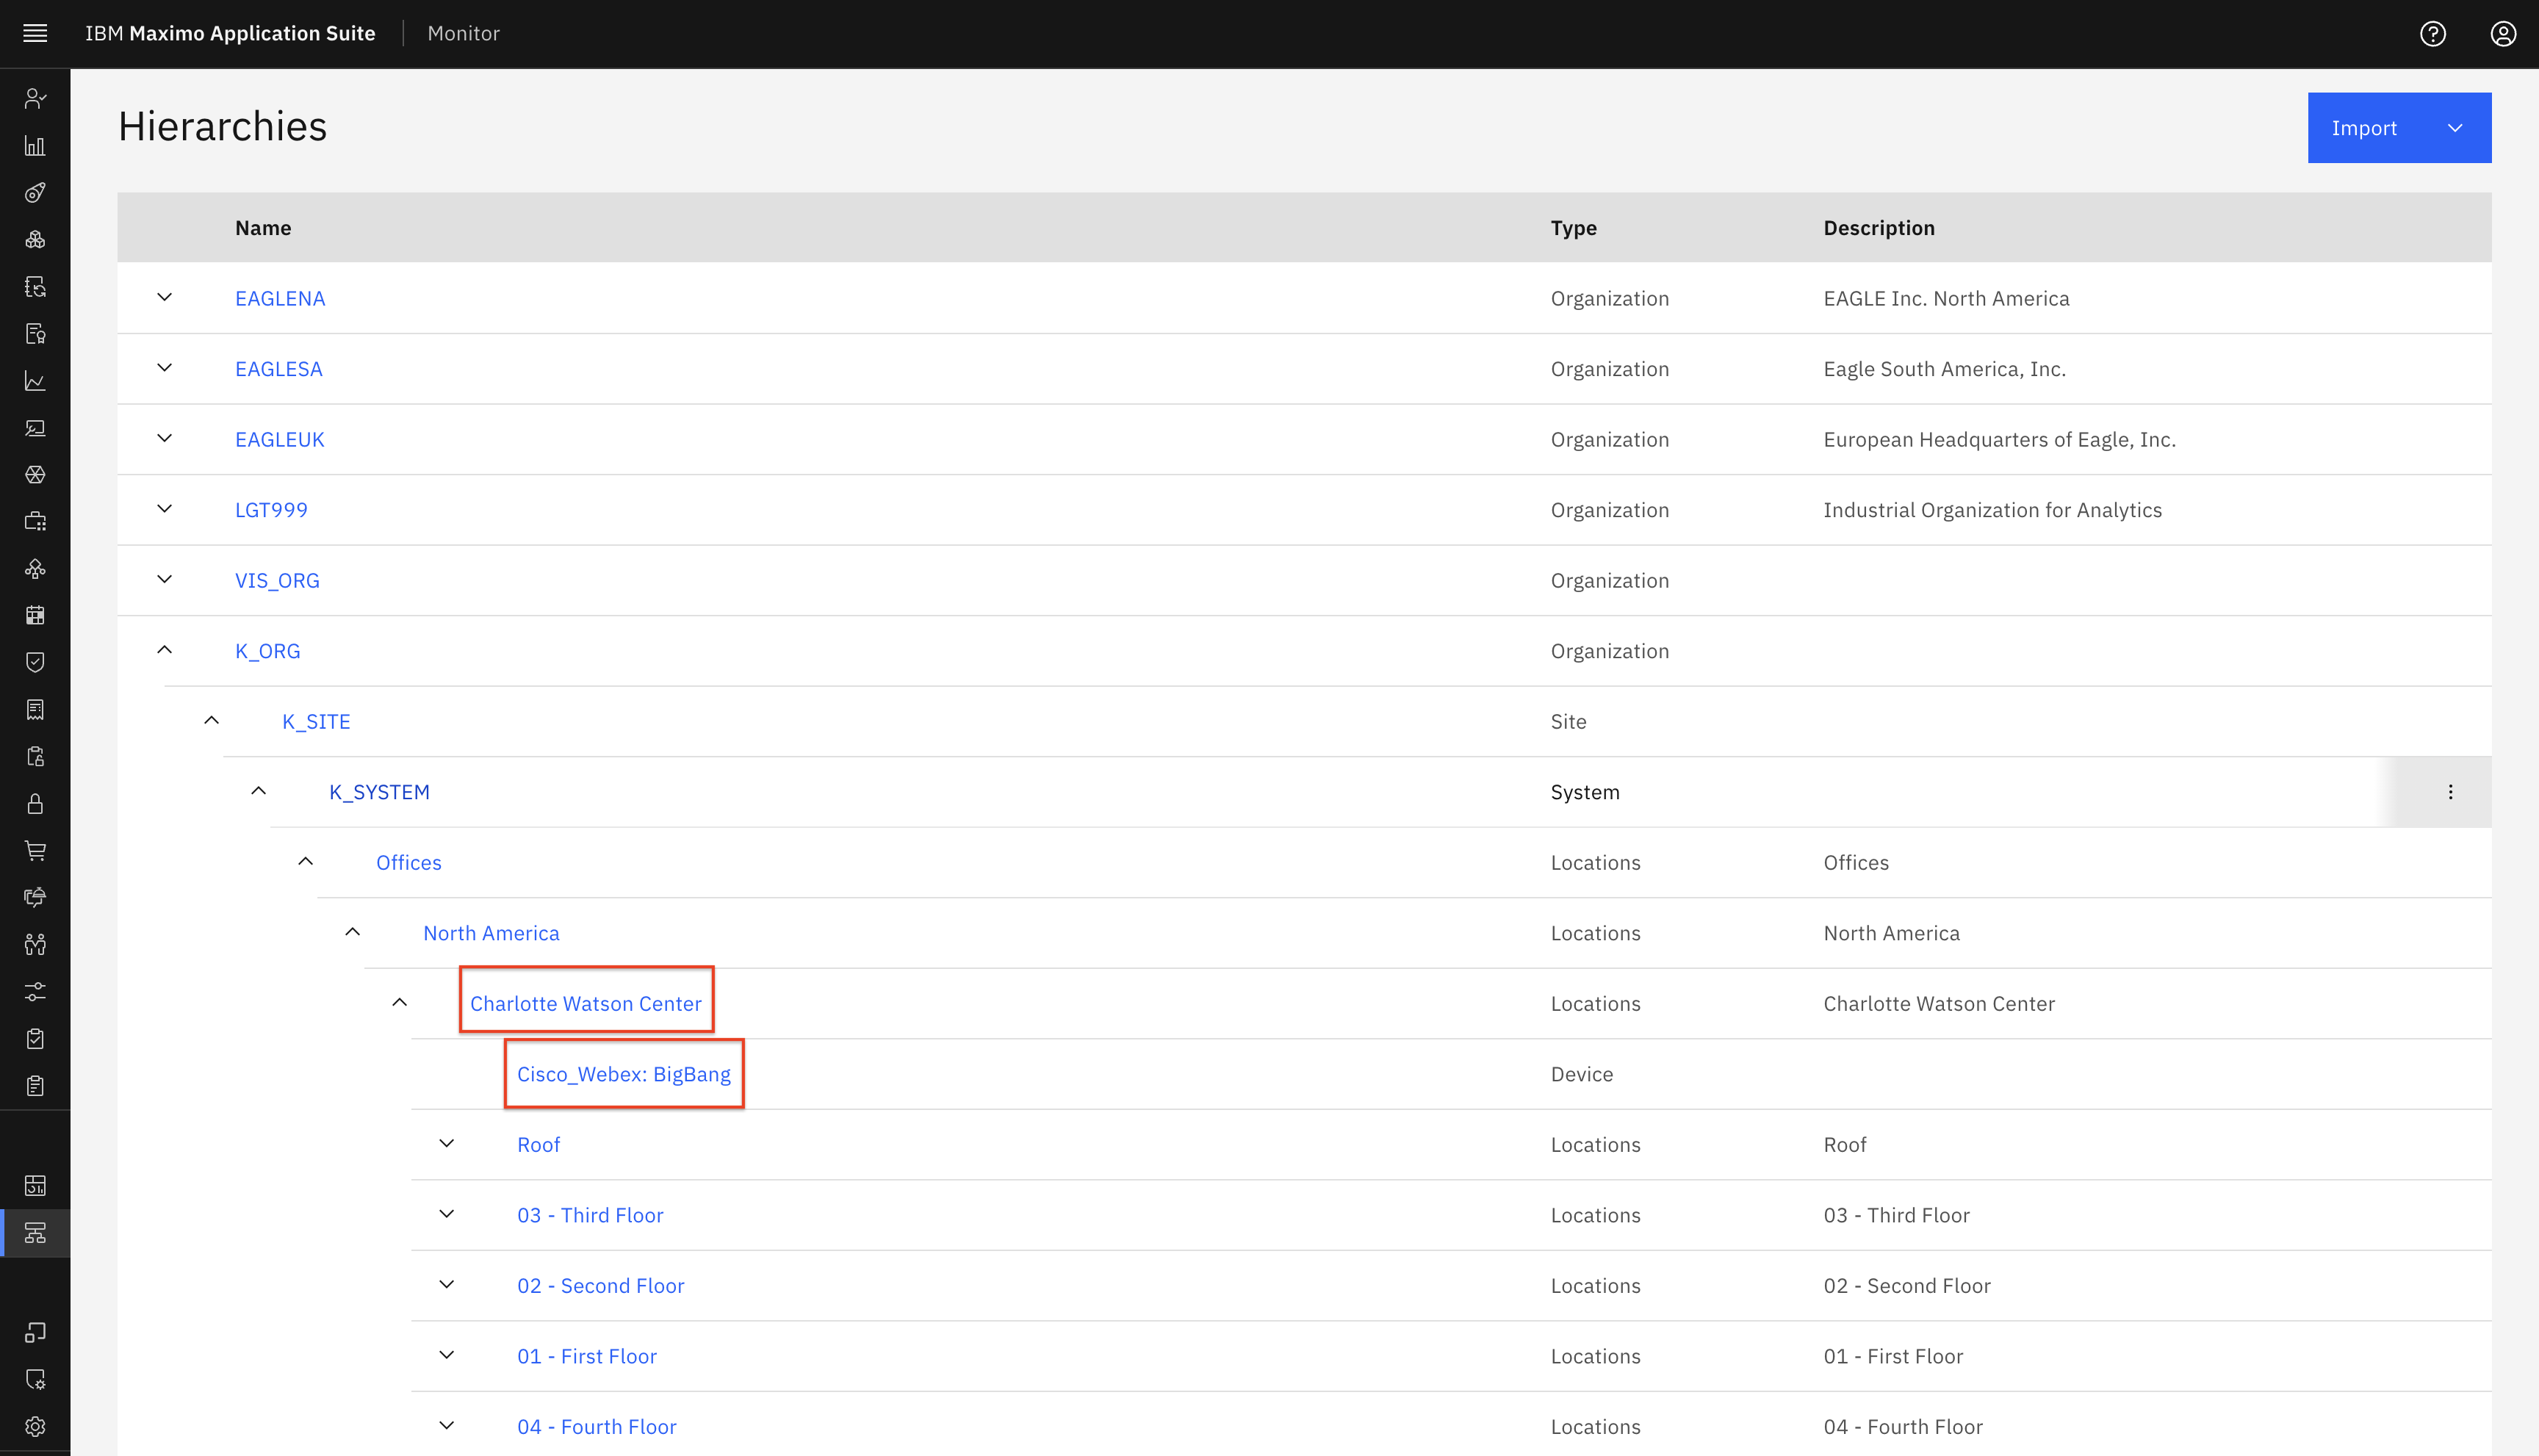 IBM Maximo Application Suite Monitor
Hierarchies
Import
Name Type Description
EAGLENA Organization EAGLE Inc. North America
EAGLESA Organization Eagle South America, Inc.
EAGLEUK Organization European Headquarters of Eagle, Inc.
LGT999 Organization Industrial Organization for Analytics
VIS_ORG Organization
K_ORG Organization
K_SITE Site
K_SYSTEM System
Offices Locations Offices
North America Locations North America
Charlotte Watson Center Locations Charlotte Watson Center
Cisco_Webex: BigBang Device
Roof Locations Roof
03 - Third Floor Locations 03 - Third Floor
02 - Second Floor Locations 02 - Second Floor
01 - First Floor Locations 01 - First Floor
04 - Fourth Floor Locations 04 - Fourth Floor